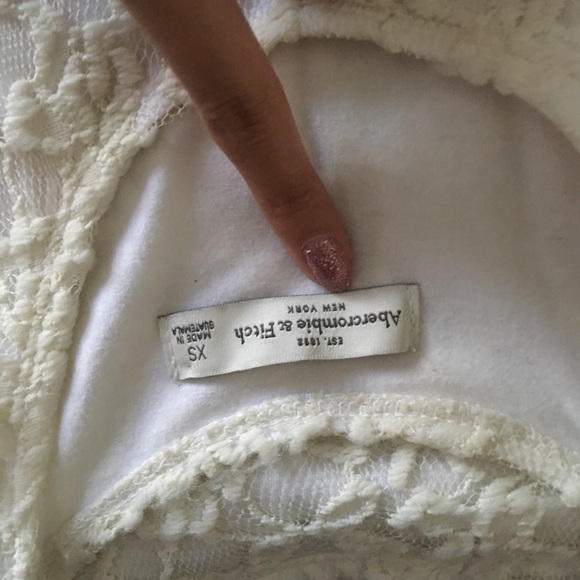 EST. 1892
Abercrombie & Fitch
NEW YORK
XS
MADE IN
GUATEMALA